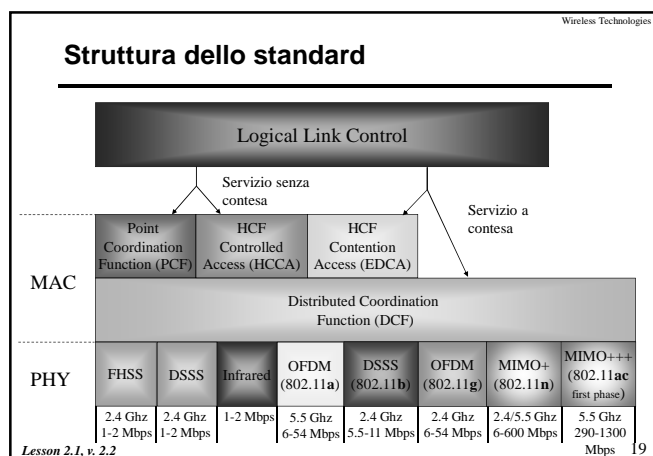 Wireless Technologies
Struttura dello standard
Logical Link Control
Servizio senza
contesa
Servizio a
contesa
MAC
Point
Coordination
Function (PCF)
HCF
Controlled
Access (HCCA)
HCF
Contention
Access (EDCA)
Distributed Coordination
Function (DCF)
PHY
FHSS
DSSS
Infrared
OFDM
(802.11a)
DSSS
(802.11b)
OFDM
(802.11g)
MIMO+
(802.11n)
MIMO+++
(802.11ac
first phase)
2.4 Ghz
1-2 Mbps
2.4 Ghz
1-2 Mbps
1-2 Mbps
5.5 Ghz
6-54 Mbps
2.4 Ghz
5.5-11 Mbps
2.4 Ghz
6-54 Mbps
2.4/5.5 Ghz
6-600 Mbps
5.5 Ghz
290-1300
Mbps
Lesson 2.1, v. 2.2
19